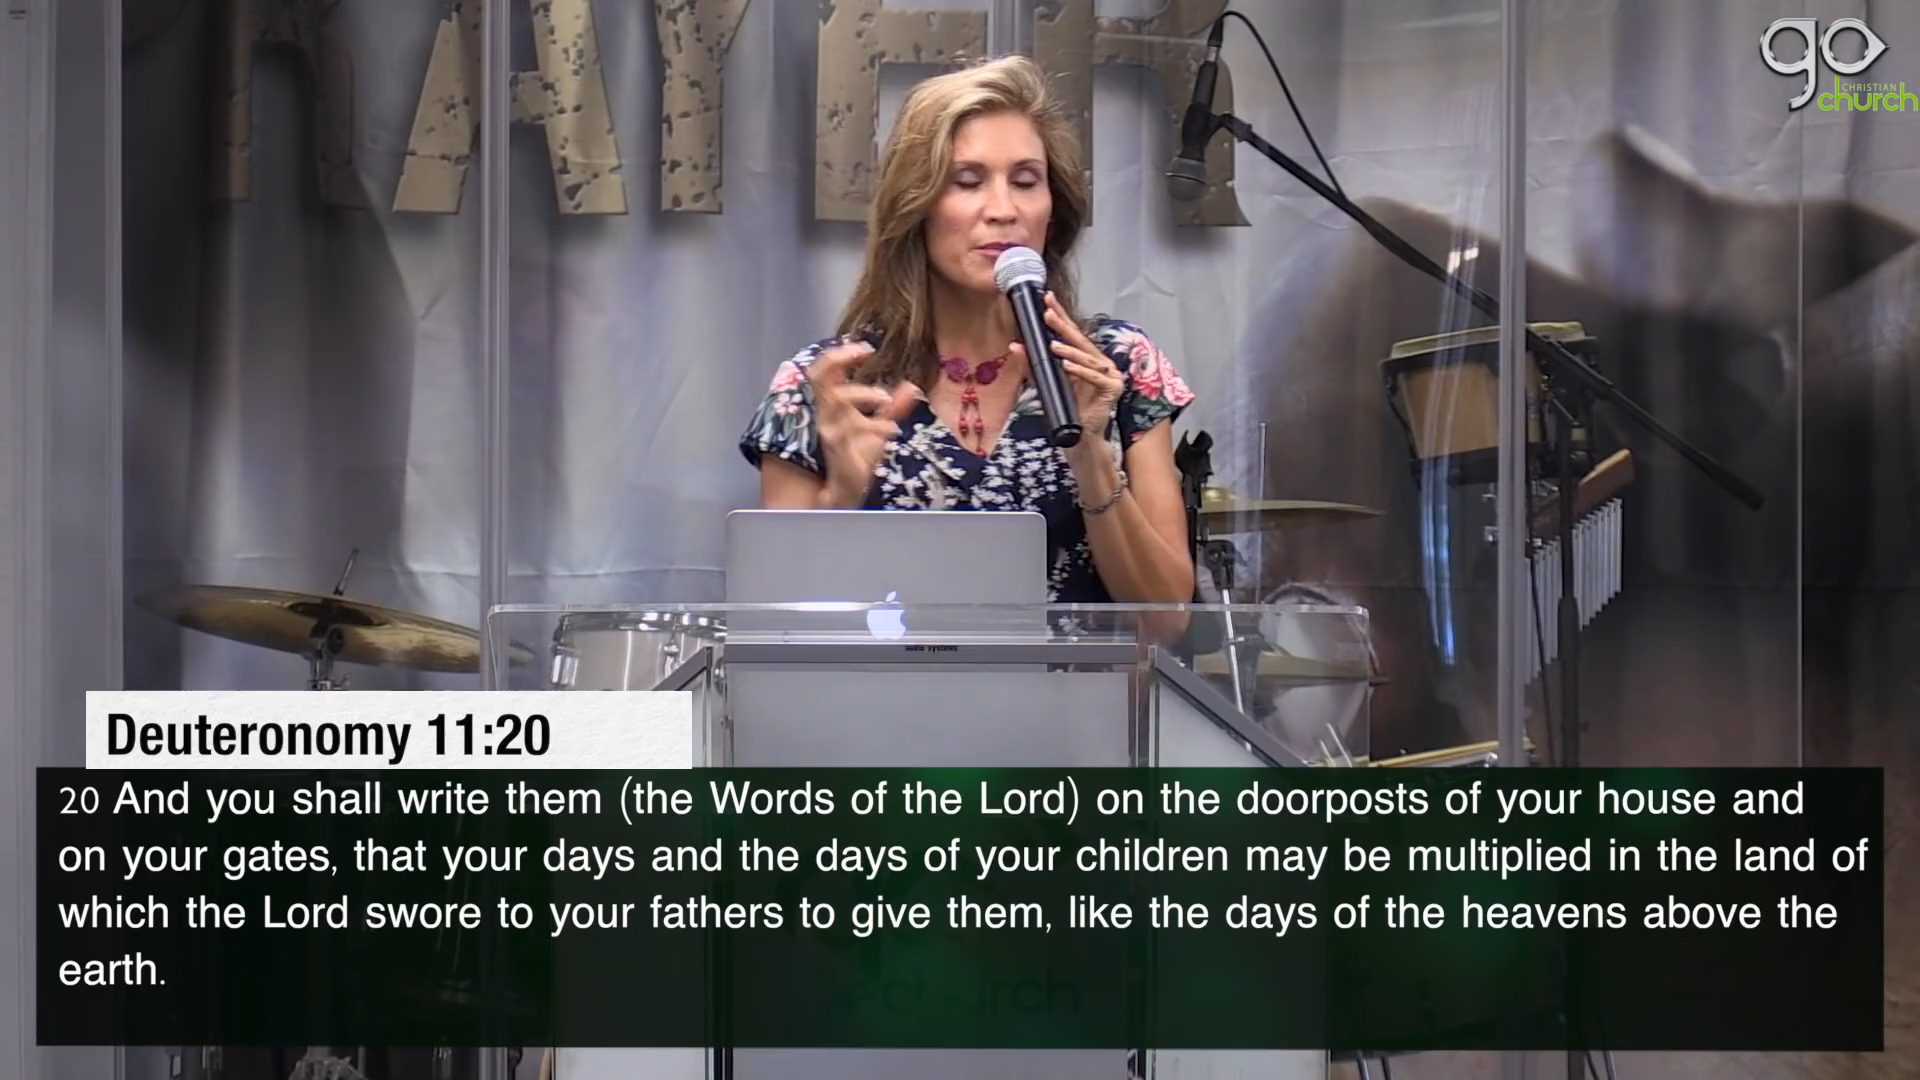 RAYER
go
CHRISTIAN
church
Deuteronomy 11:20
20 And you shall write them (the Words of the Lord) on the doorposts of your house and
on your gates, that your days and the days of your children may be multiplied in the land of
which the Lord swore to your fathers to give them, like the days of the heavens above the
earth.
church